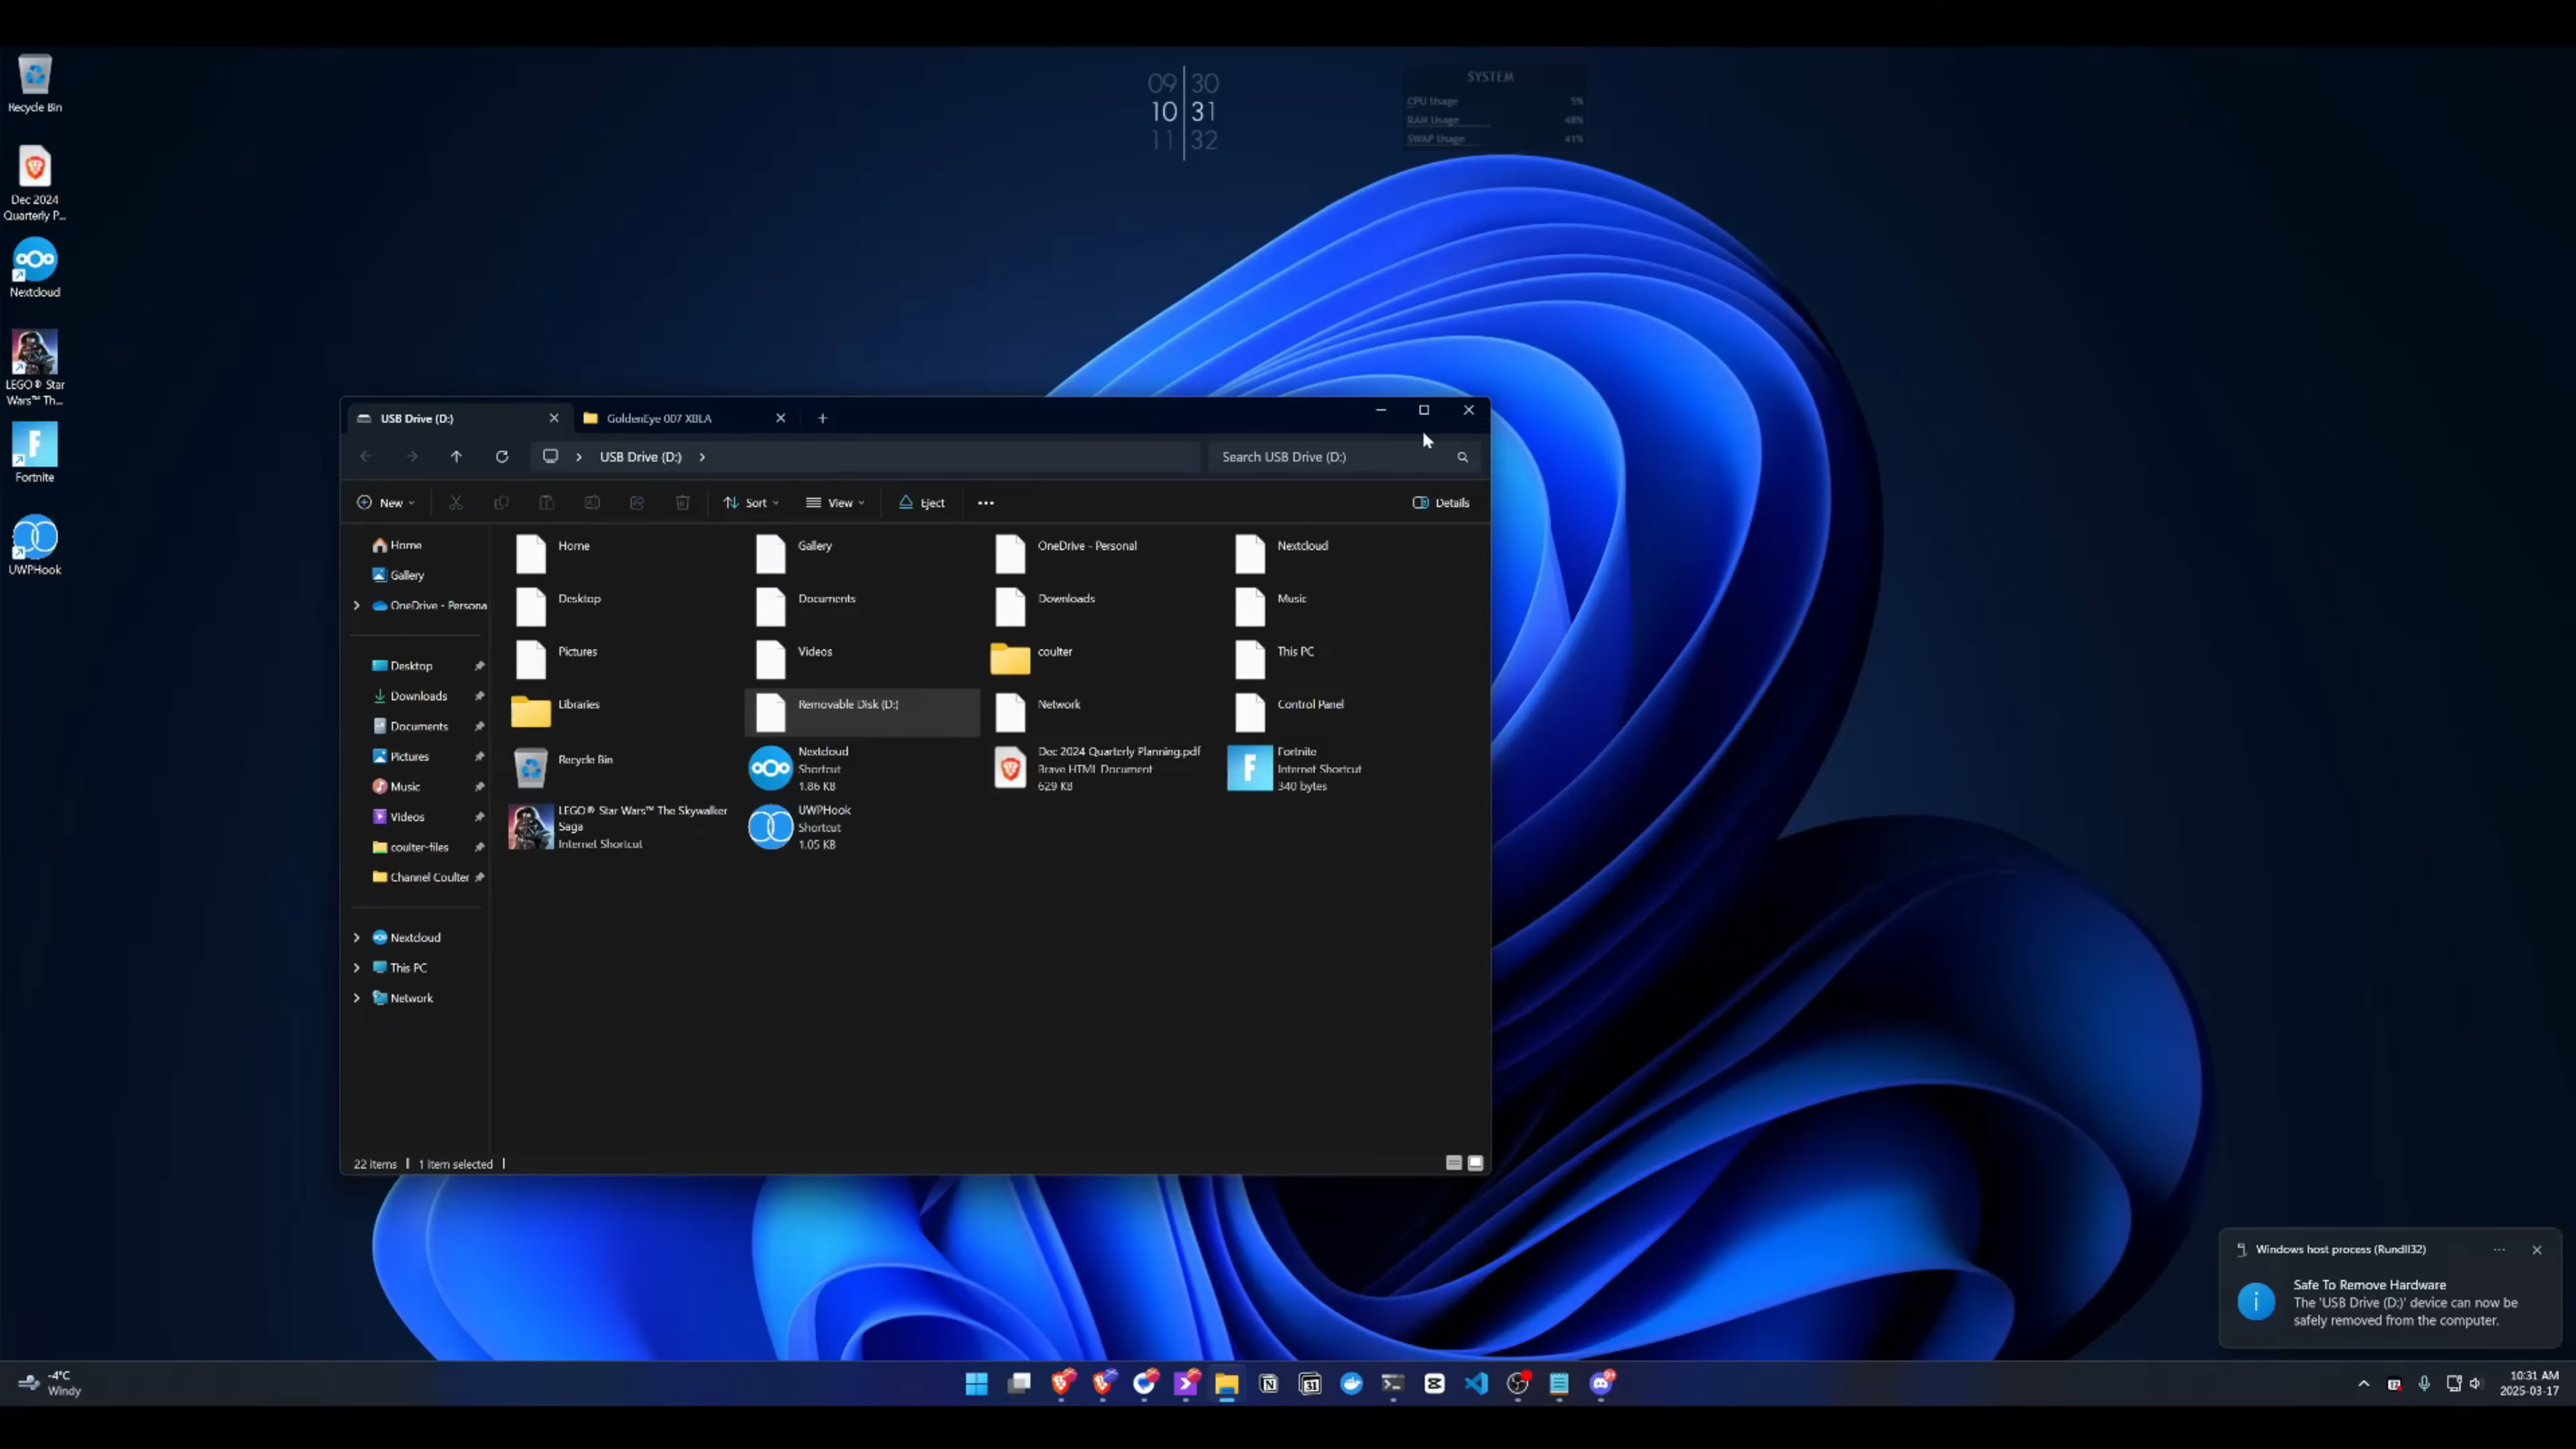 Recycle Bin
Dec 2024
Quarterly P...
Nextcloud
LEGO® Star
Wars™ Th...
Fortnite
UWPHook
09 30
10 31
11 32
SYSTEM
CPU Usage 5%
RAM Usage 48%
SWAP Usage 41%
USB Drive (D:)
GoldenEye 007 XBLA
USB Drive (D:)
Search USB Drive (D:)
New
Sort
View
Eject
Details
Home
Gallery
OneDrive - Persona
Desktop
Downloads
Documents
Pictures
Music
Videos
coulter-files
Channel Coulter
Nextcloud
This PC
Network
Home
Gallery
OneDrive - Personal
Nextcloud
Desktop
Documents
Downloads
Music
Pictures
Videos
coulter
This PC
Libraries
Removable Disk (D:)
Network
Control Panel
Recycle Bin
Nextcloud
Shortcut
1.86 KB
Dec 2024 Quarterly Planning.pdf
Brave HTML Document
629 KB
Fortnite
Internet Shortcut
340 bytes
LEGO® Star Wars™ The Skywalker
Saga
Internet Shortcut
UWPHook
Shortcut
1.05 KB
22 items
1 item selected
Windows host process (Rundll32)
Safe To Remove Hardware
The 'USB Drive (D:)' device can now be
safely removed from the computer.
-4°C
Windy
31
10:31 AM
2025-03-17